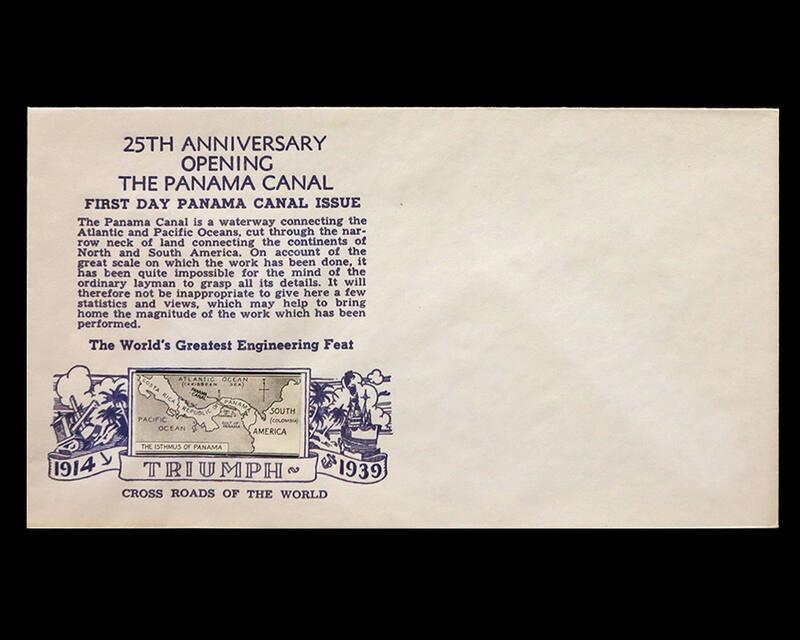 25TH ANNIVERSARY
OPENING
THE PANAMA CANAL
FIRST DAY PANAMA CANAL ISSUE
The Panama Canal is a waterway connecting the
Atlantic and Pacific Oceans, cut through the nar-
row neck of land connecting the continents of
North and South America. On account of the
great scale on which the work has been done, it
has been quite impossible for the mind of the
ordinary layman to grasp all its details. It will
therefore not be inappropriate to give here a few
statistics and views, which may help to bring
home the magnitude of the work which has been
performed.
The World's Greatest Engineering Feat
ATLANTIC OCEAN
(CARIBBEAN SEA)
COSTA RICA
PANAMA
CANAL
REPUBLIC OF PANAMA
GULF OF
PANAMA
SOUTH
(COLOMBIA)
AMERICA
PACIFIC
OCEAN
THE ISTHMUS OF PANAMA
1914 TRIUMPH 1939
CROSS ROADS OF THE WORLD